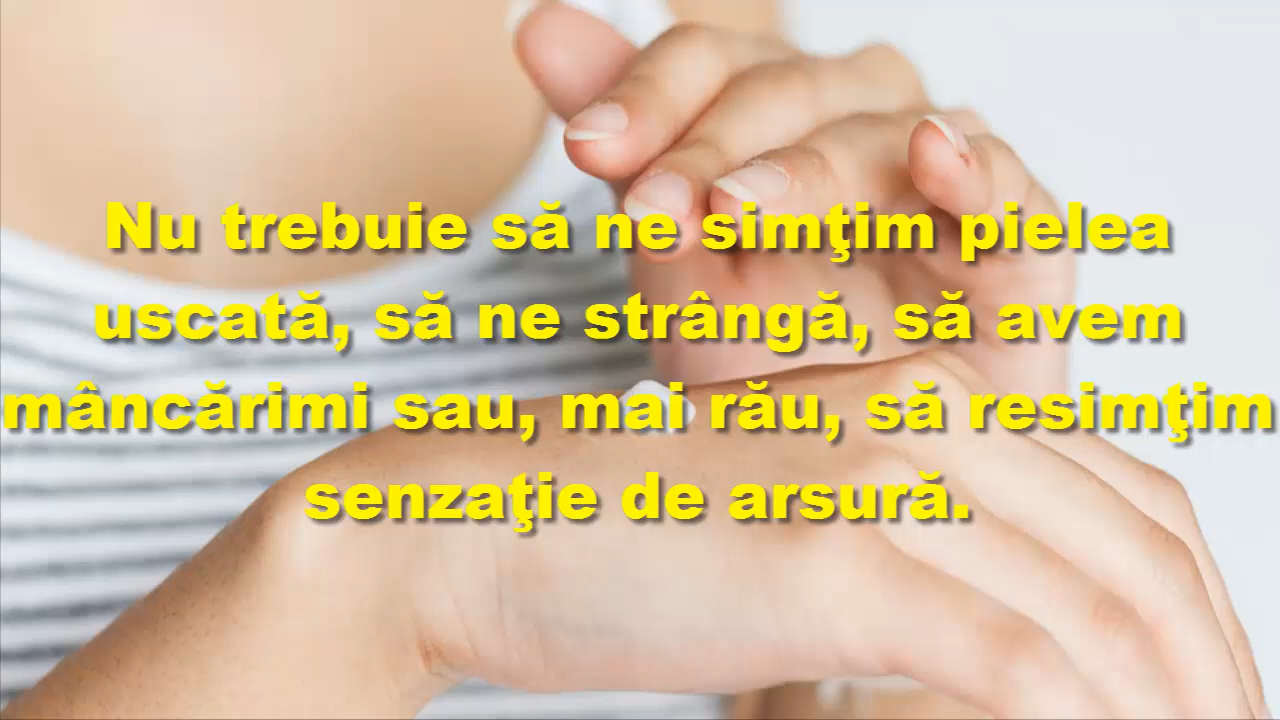 Nu trebuie să ne simţim pielea
uscată, să ne strângă, să avem
mâncărimi sau, mai rău, să resimţim
senzaţie de arsură.